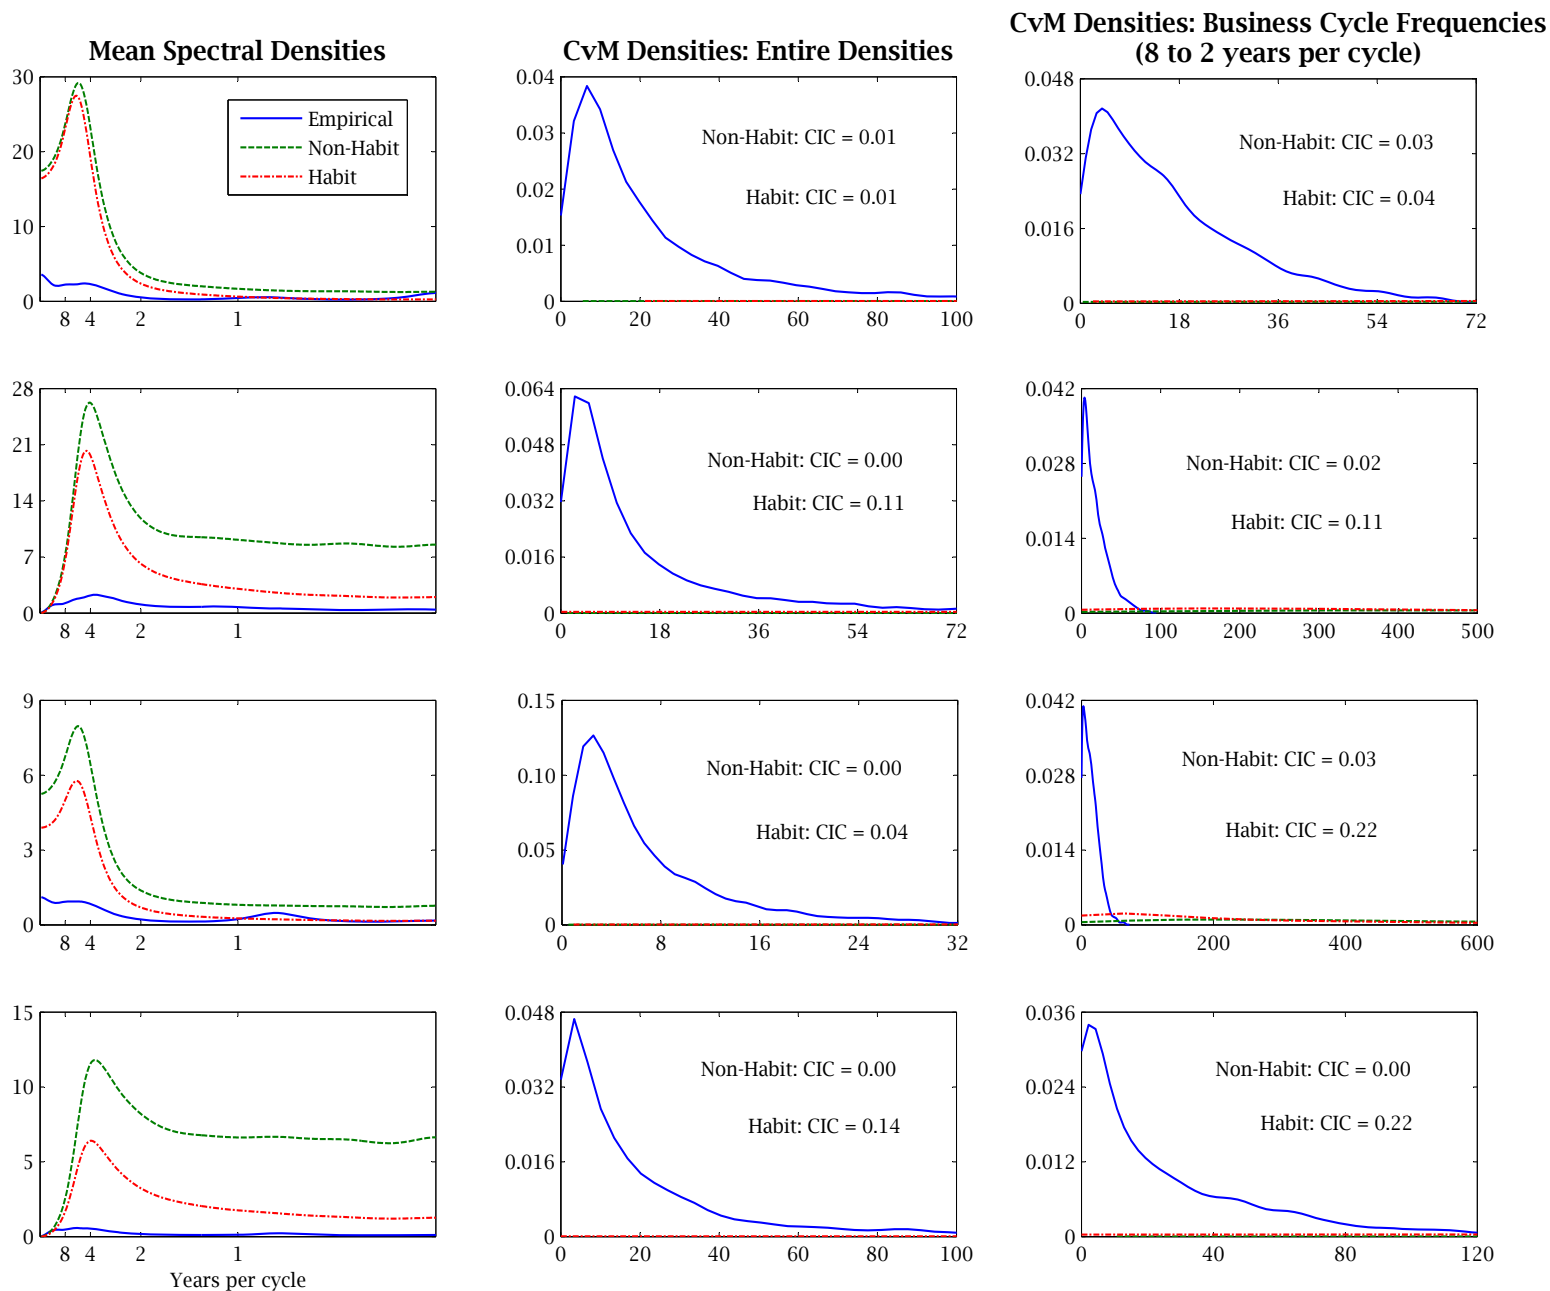 Mean Spectral Densities
CvM Densities: Entire Densities
CvM Densities: Business Cycle Frequencies
(8 to 2 years per cycle)
30
20
10
0
8 4 2 1
Empirical
Non-Habit
Habit
0.04
0.03
0.02
0.01
0
0 20 40 60 80 100
Non-Habit: CIC = 0.01
Habit: CIC = 0.01
0.048
0.032
0.016
0
0 18 36 54 72
Non-Habit: CIC = 0.03
Habit: CIC = 0.04
28
21
14
7
0
8 4 2 1
0.064
0.048
0.032
0.016
0
0 18 36 54 72
Non-Habit: CIC = 0.00
Habit: CIC = 0.11
0.042
0.028
0.014
0
0 100 200 300 400 500
Non-Habit: CIC = 0.02
Habit: CIC = 0.11
9
6
3
0
8 4 2 1
0.15
0.10
0.05
0
0 8 16 24 32
Non-Habit: CIC = 0.00
Habit: CIC = 0.04
0.042
0.028
0.014
0
0 200 400 600
Non-Habit: CIC = 0.03
Habit: CIC = 0.22
15
10
5
0
8 4 2 1
Years per cycle
0.048
0.032
0.016
0
0 20 40 60 80 100
Non-Habit: CIC = 0.00
Habit: CIC = 0.14
0.036
0.024
0.012
0
0 40 80 120
Non-Habit: CIC = 0.00
Habit: CIC = 0.22